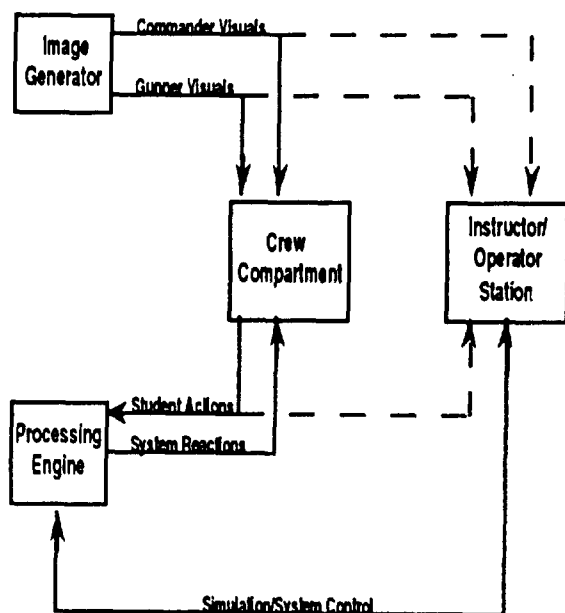 Commander Visuals
Image
Generator
Gunner Visuals
Crew
Compartment
Instructor/
Operator
Station
Student Actions
Processing
Engine
System Reactions
Simulation/System Control